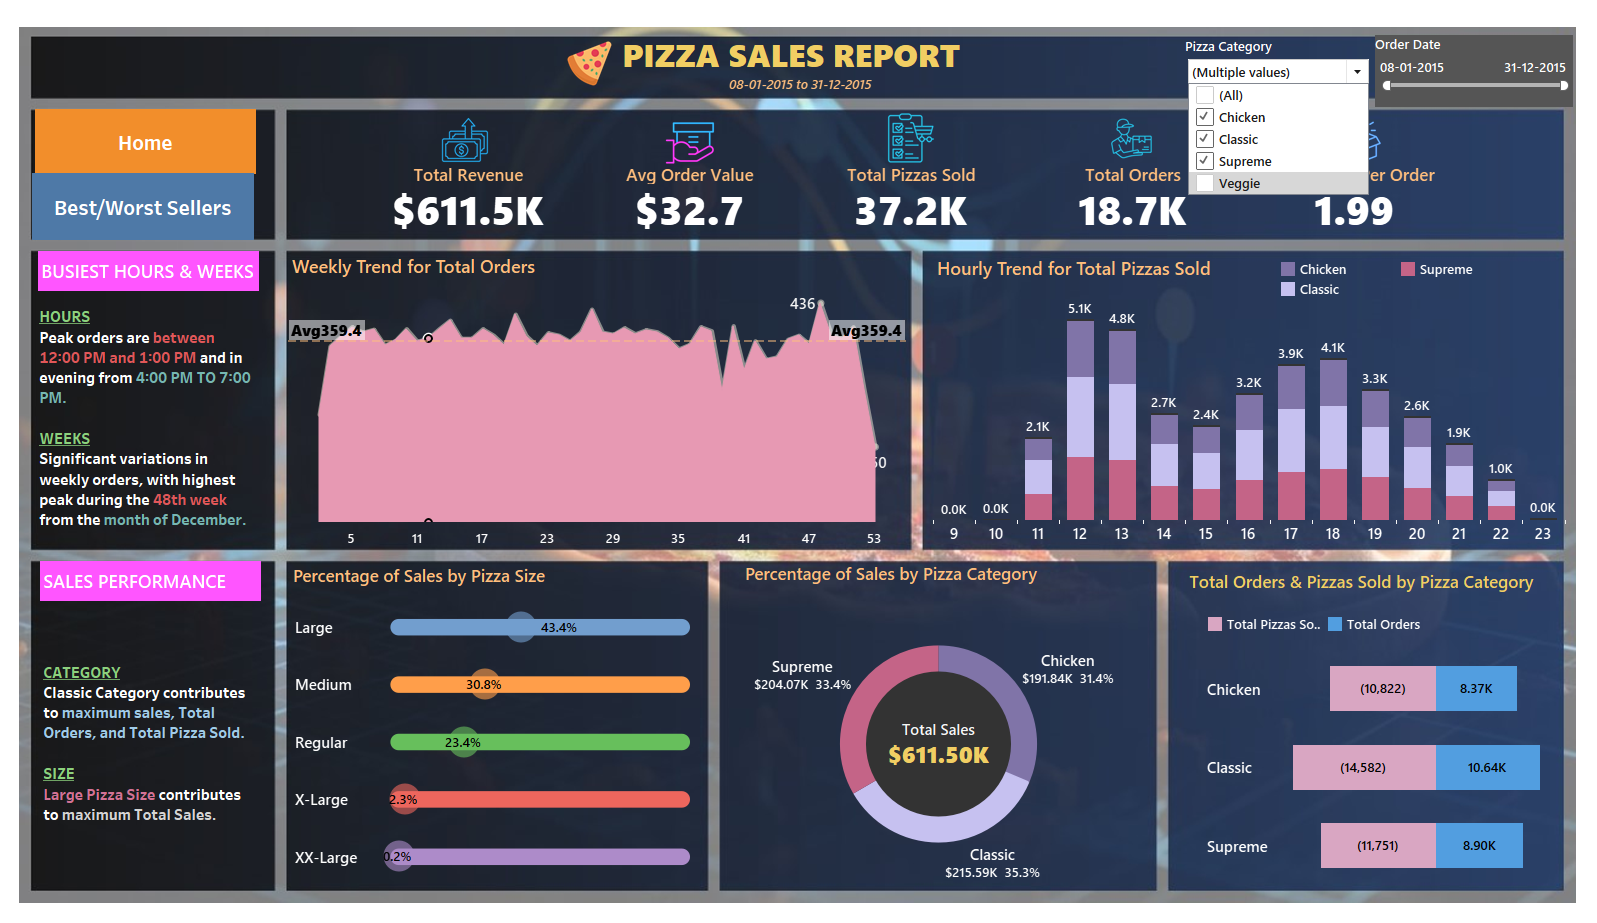 PIZZA SALES REPORT
08-01-2015 to 31-12-2015
Pizza Category
(Multiple values)
(All)
Chicken
Classic
Supreme
Veggie
Order Date
08-01-2015 31-12-2015
Home
Best/Worst Sellers
Total Revenue
$611.5K
Avg Order Value
$32.7
Total Pizzas Sold
37.2K
Total Orders
18.7K
er Order
1.99
BUSIEST HOURS & WEEKS
HOURS
Peak orders are between
12:00 PM and 1:00 PM and in
evening from 4:00 PM TO 7:00
PM.
WEEKS
Significant variations in
weekly orders, with highest
peak during the 48th week
from the month of December.
Weekly Trend for Total Orders
436
Avg359.4 Avg359.4
50
5 11 17 23 29 35 41 47 53
Hourly Trend for Total Pizzas Sold
Chicken Supreme
Classic
0.0K 0.0K 2.1K 5.1K 4.8K 2.7K 2.4K 3.2K 3.9K 4.1K 3.3K 2.6K 1.9K 1.0K 0.0K
9 10 11 12 13 14 15 16 17 18 19 20 21 22 23
SALES PERFORMANCE
CATEGORY
Classic Category contributes
to maximum sales, Total
Orders, and Total Pizza Sold.
SIZE
Large Pizza Size contributes
to maximum Total Sales.
Percentage of Sales by Pizza Size
Large 43.4%
Medium 30.8%
Regular 23.4%
X-Large 2.3%
XX-Large 0.2%
Percentage of Sales by Pizza Category
Supreme
$204.07K 33.4%
Chicken
$191.84K 31.4%
Total Sales
$611.50K
Classic
$215.59K 35.3%
Total Orders & Pizzas Sold by Pizza Category
Total Pizzas So.. Total Orders
Chicken (10,822) 8.37K
Classic (14,582) 10.64K
Supreme (11,751) 8.90K